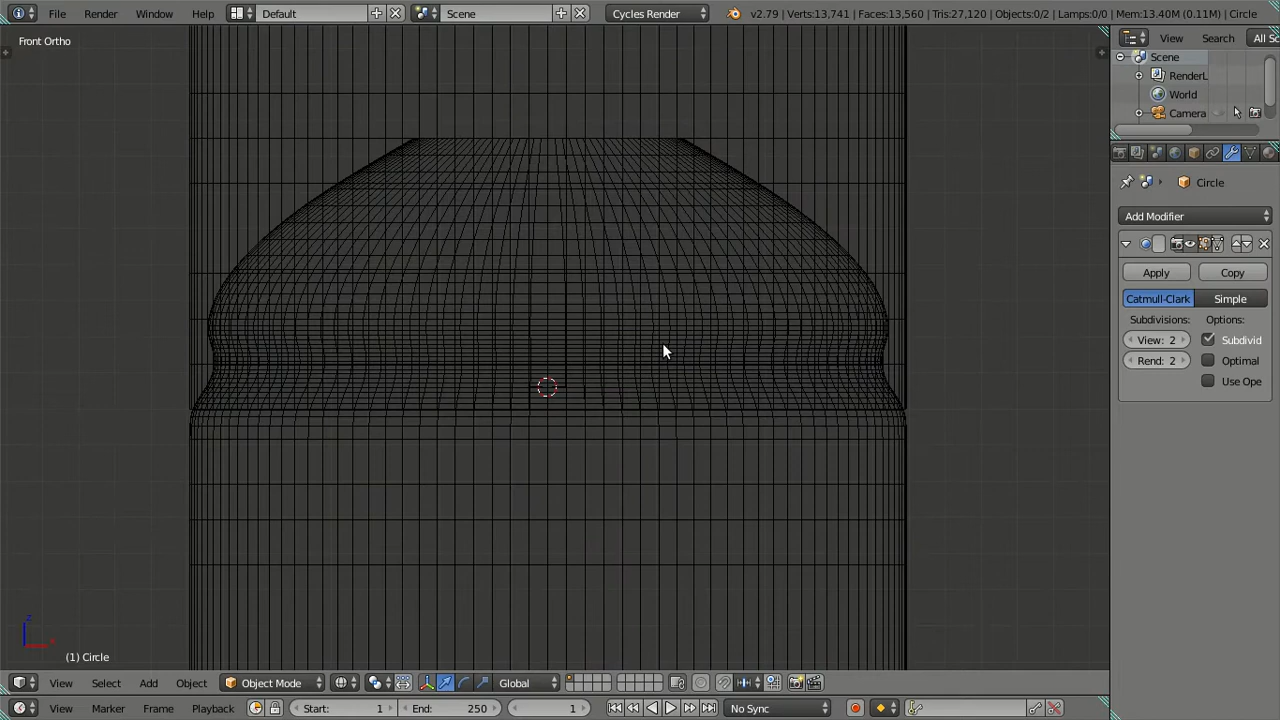 File Render Window Help Default Scene Cycles Render v2.79 | Verts:13,741 | Faces:13,560 | Tris:27,120 | Objects:0/2 | Lamps:0/0 | Mem:13.40M (0.11M) | Circle
Front Ortho
View Search All Sc
Scene
RenderL
World
Camera
Circle
Add Modifier
Apply Copy
Catmull-Clark Simple
Subdivisions: Options:
View: 2 Subdivid
Rend: 2 Optimal
Use Ope
z
x
(1) Circle
View Select Add Object Object Mode Global
View Marker Frame Playback Start: 1 End: 250 1 No Sync